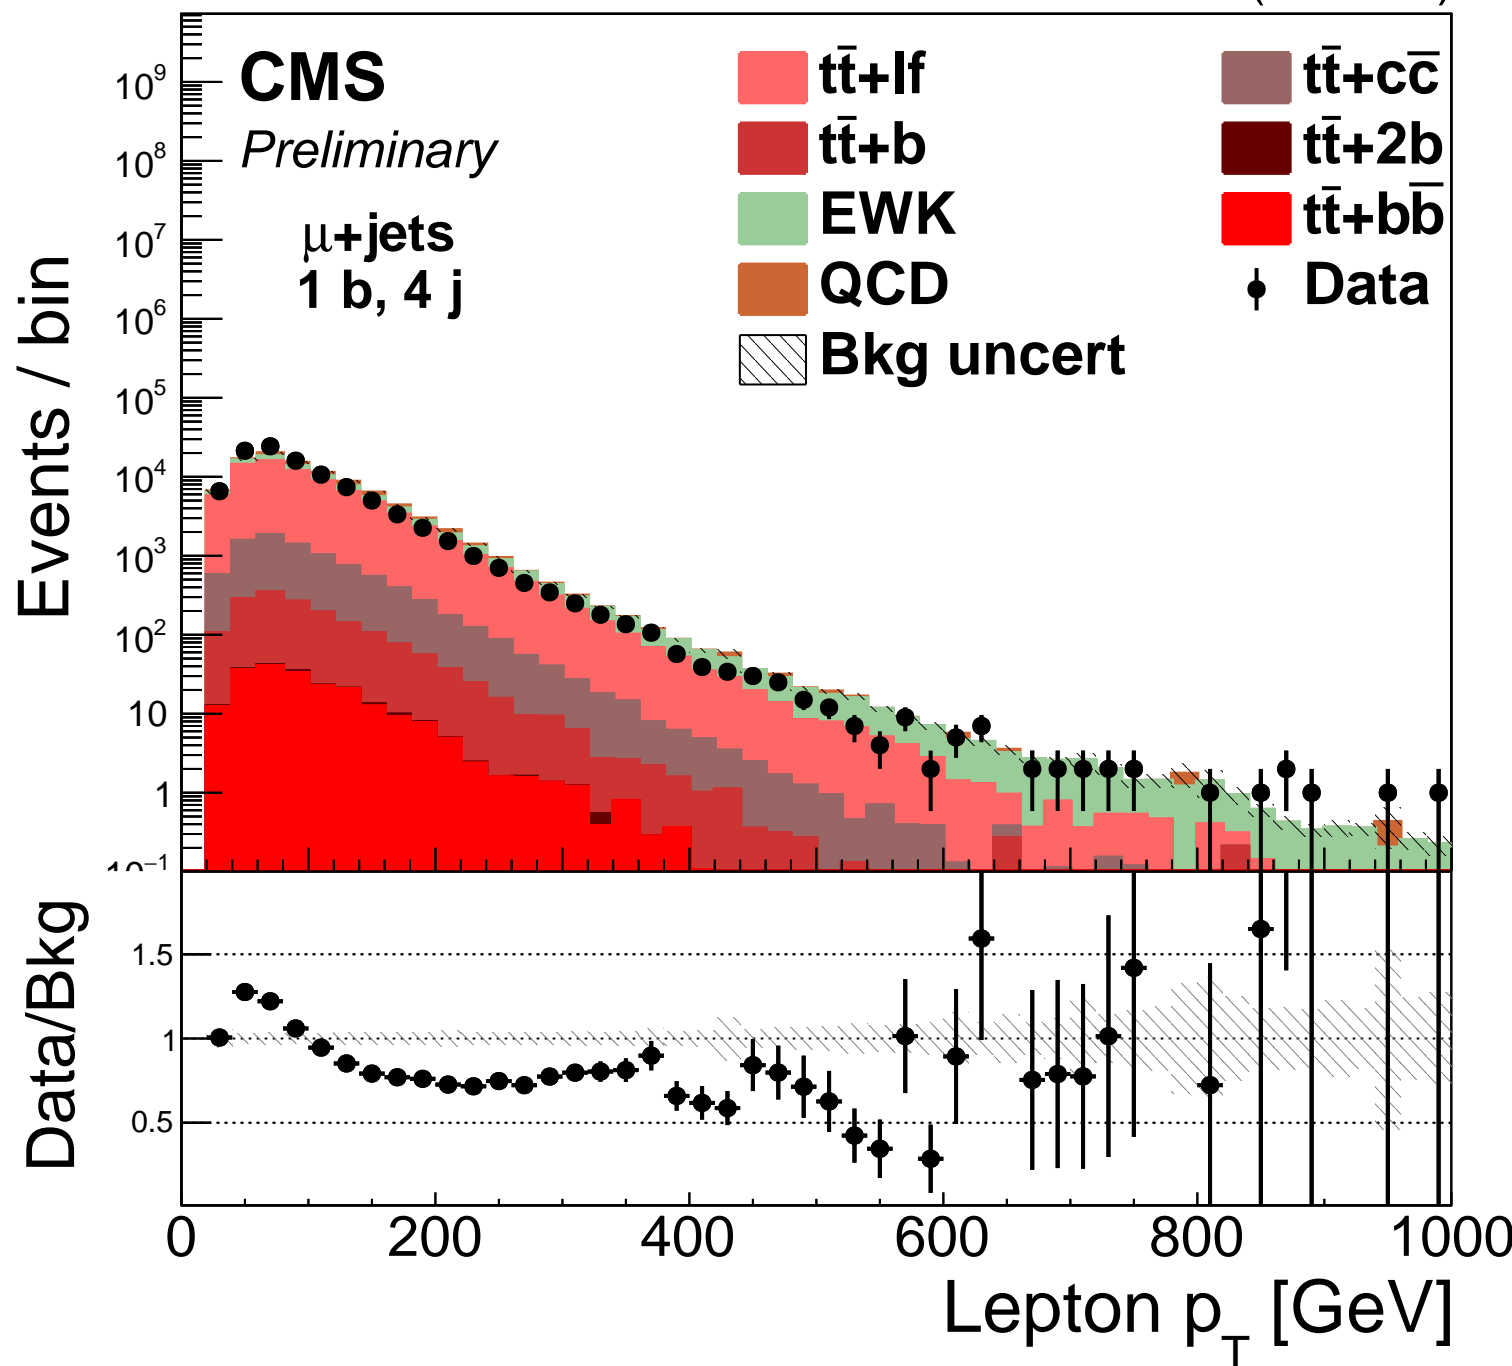 CMS
Preliminary
μ+jets
1 b, 4 j
tt̄+lf
tt̄+cc̄
tt̄+b
tt̄+2b
EWK
tt̄+bb̄
QCD
Data
Bkg uncert
Events / bin
10⁹
10⁸
10⁷
10⁶
10⁵
10⁴
10³
10²
10
1
10⁻¹
Data/Bkg
1.5
1
0.5
0 200 400 600 800 1000
Lepton p_T [GeV]